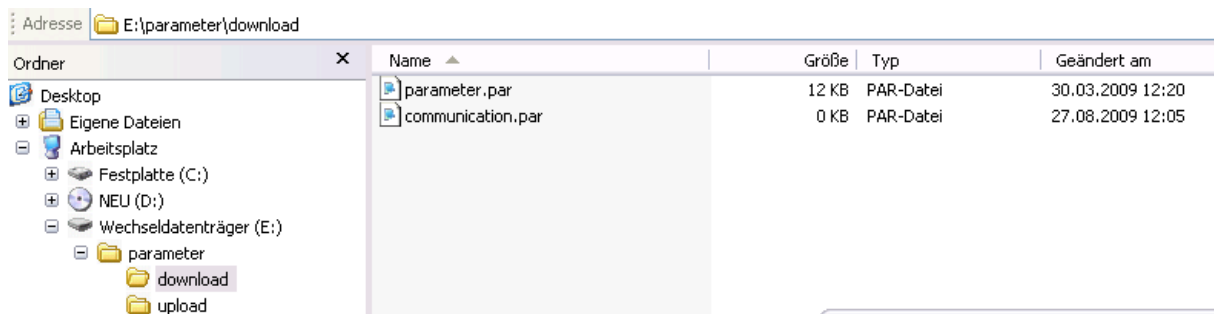 Adresse E:\parameter\download
Ordner
Desktop
Eigene Dateien
Arbeitsplatz
Festplatte (C:)
NEU (D:)
Wechseldatenträger (E:)
parameter
download
upload
Name Größe Typ Geändert am
parameter.par 12 KB PAR-Datei 30.03.2009 12:20
communication.par 0 KB PAR-Datei 27.08.2009 12:05